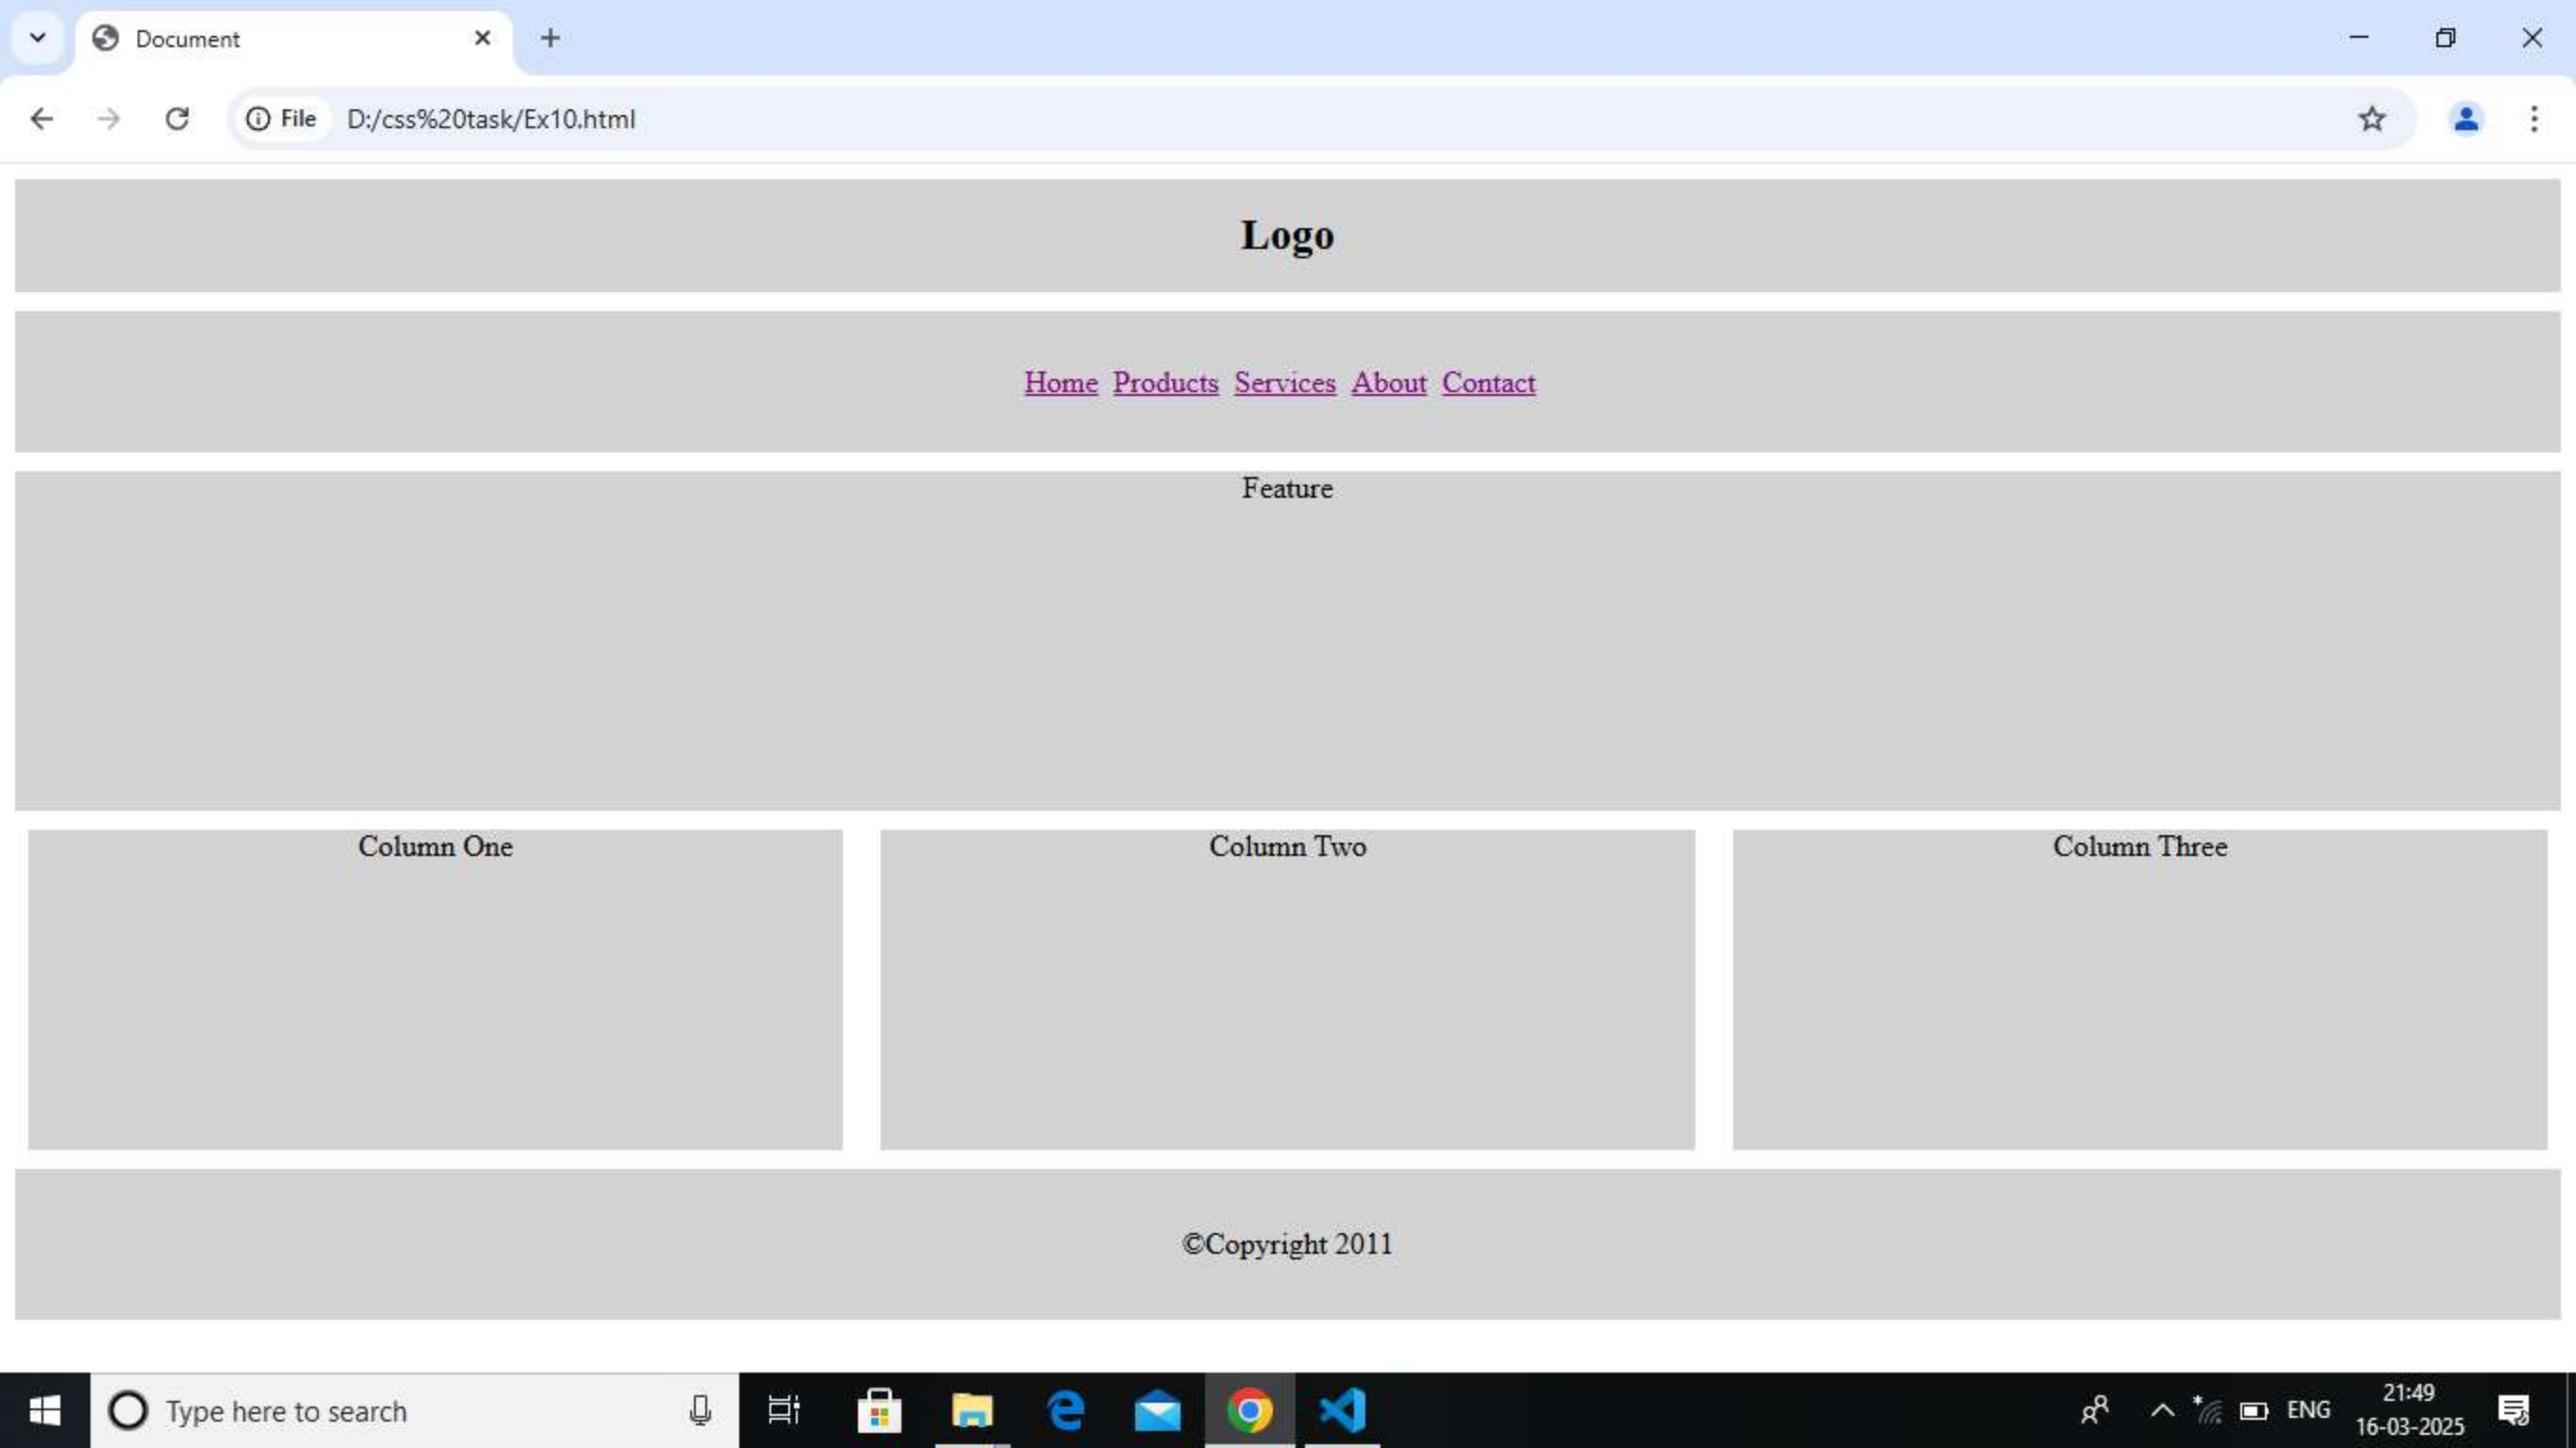 Document
File D:/css%20task/Ex10.html
Logo
Home Products Services About Contact
Feature
Column One Column Two Column Three
©Copyright 2011
Type here to search
ENG
21:49
16-03-2025